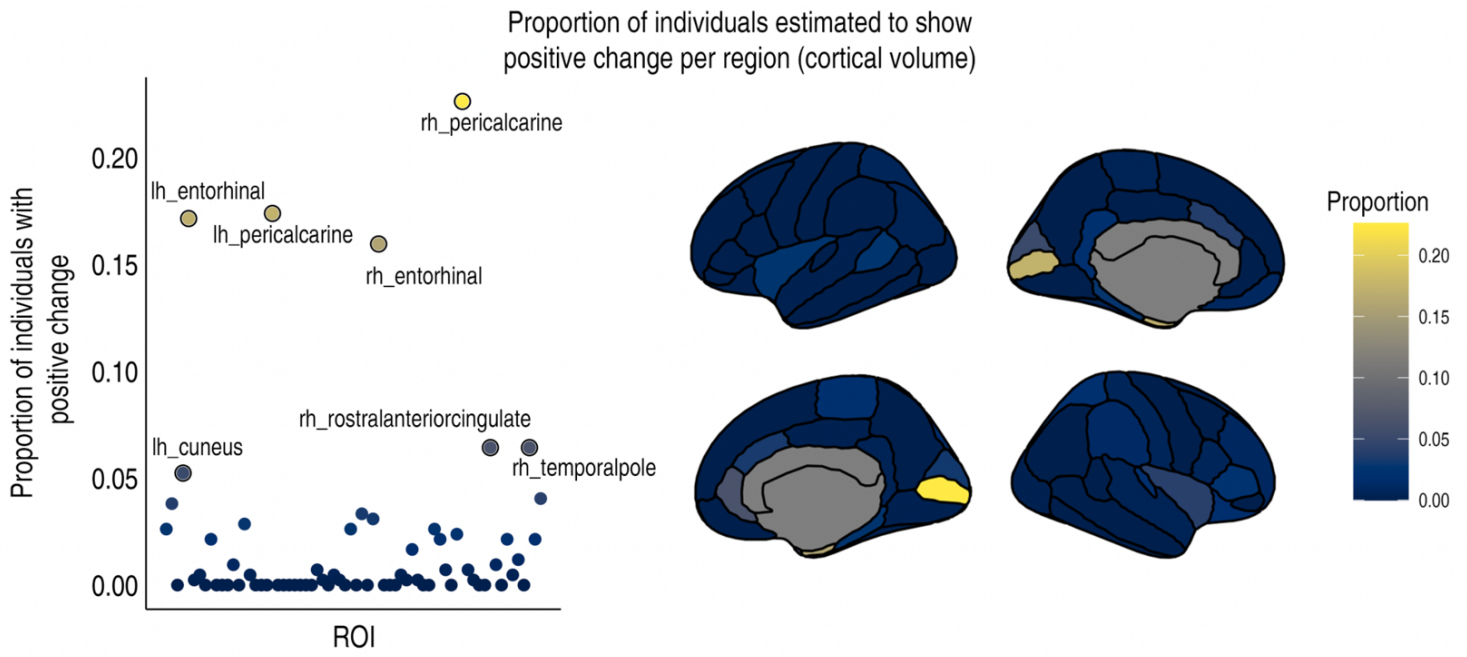 Proportion of individuals estimated to show
positive change per region (cortical volume)
Proportion of individuals with
positive change
0.20
0.15
0.10
0.05
0.00
rh_pericalcarine
lh_entorhinal
lh_pericalcarine
rh_entorhinal
rh_rostralanteriorcingulate
lh_cuneus
rh_temporalpole
ROI
Proportion
0.20
0.15
0.10
0.05
0.00